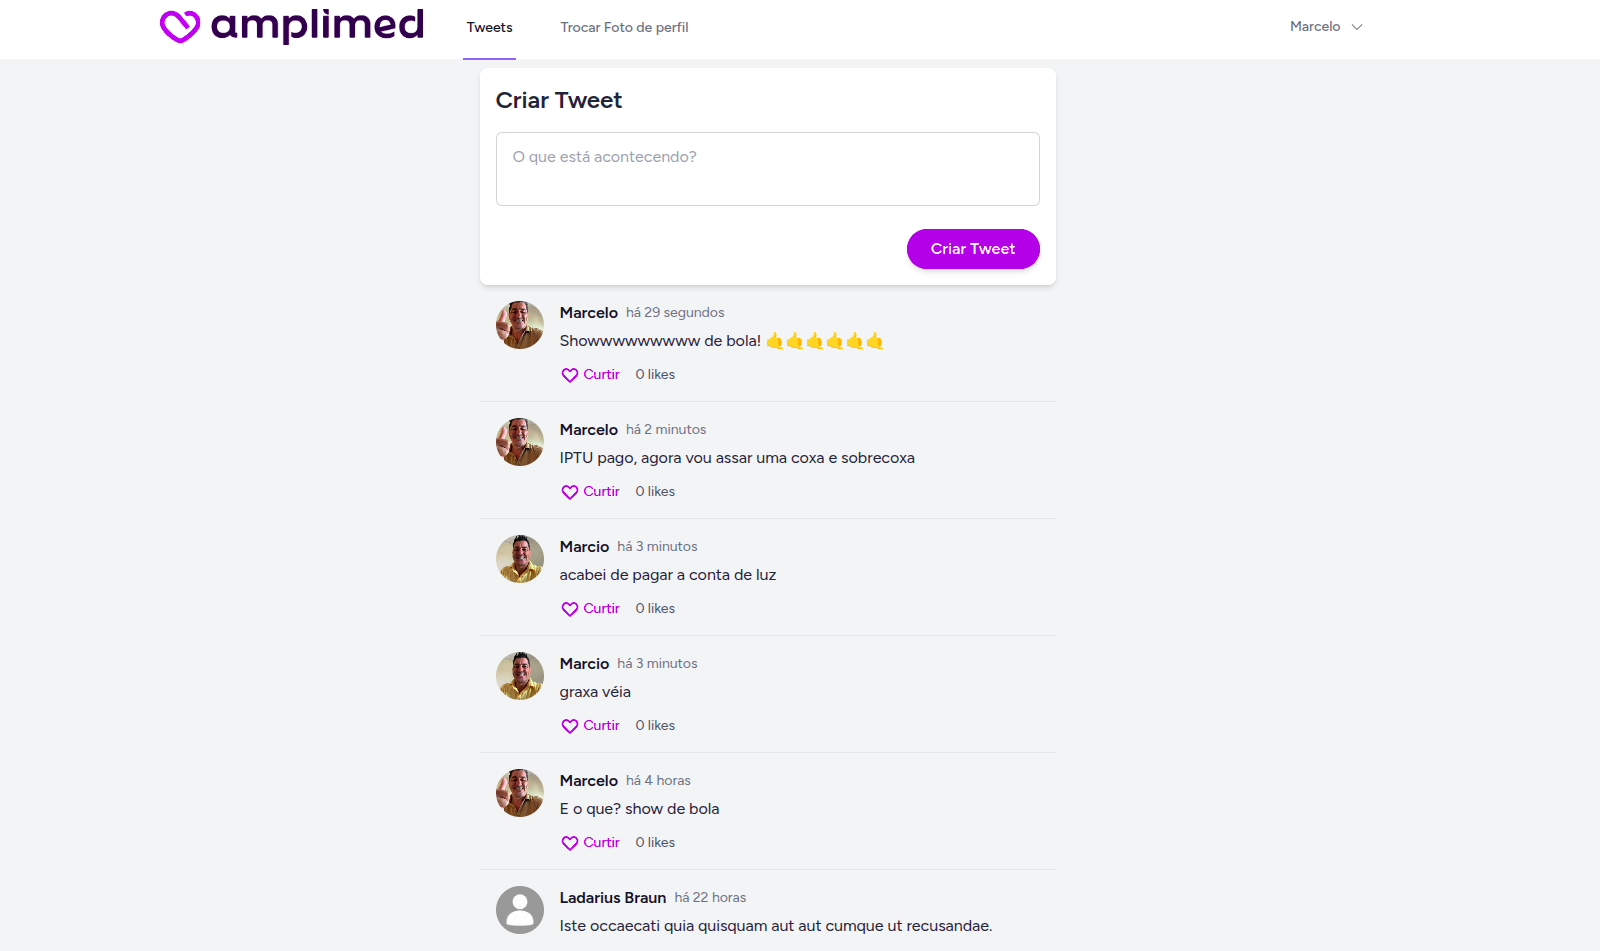 amplimed
Tweets
Trocar Foto de perfil
Marcelo
Criar Tweet
O que está acontecendo?
Criar Tweet
Marcelo há 29 segundos
Showwwwwwwww de bola! 🤙🤙🤙🤙🤙🤙
Curtir 0 likes
Marcelo há 2 minutos
IPTU pago, agora vou assar uma coxa e sobrecoxa
Curtir 0 likes
Marcio há 3 minutos
acabei de pagar a conta de luz
Curtir 0 likes
Marcio há 3 minutos
graxa véia
Curtir 0 likes
Marcelo há 4 horas
E o que? show de bola
Curtir 0 likes
Ladarius Braun há 22 horas
Iste occaecati quia quisquam aut aut cumque ut recusandae.